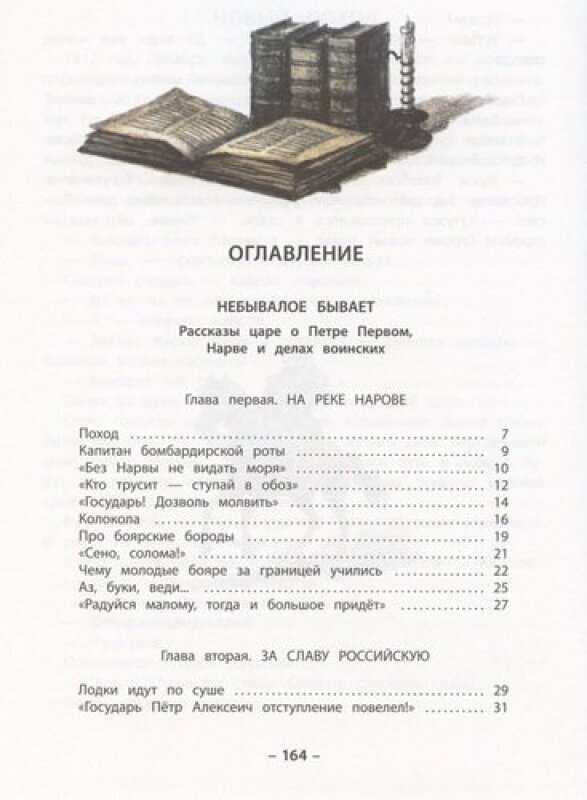 ОГЛАВЛЕНИЕ
НЕБЫВАЛОЕ БЫВАЕТ
Рассказы царе о Петре Первом,
Нарве и делах воинских
Глава первая. НА РЕКЕ НАРОВЕ
Поход ........ 7
Капитан бомбардирской роты ........ 9
«Без Нарвы не видать моря» ........ 10
«Кто трусит — ступай в обоз» ........ 12
«Государь! Дозволь молвить» ........ 14
Колокола ........ 16
Про боярские бороды ........ 19
«Сено, солома!» ........ 21
Чему молодые бояре за границей учились ........ 22
Аз, буки, веди... ........ 25
«Радуйся малому, тогда и большое придёт» ........ 27
Глава вторая. ЗА СЛАВУ РОССИЙСКУЮ
Лодки идут по суше ........ 29
«Государь Пётр Алексеич отступление повелел!» ........ 31
– 164 –